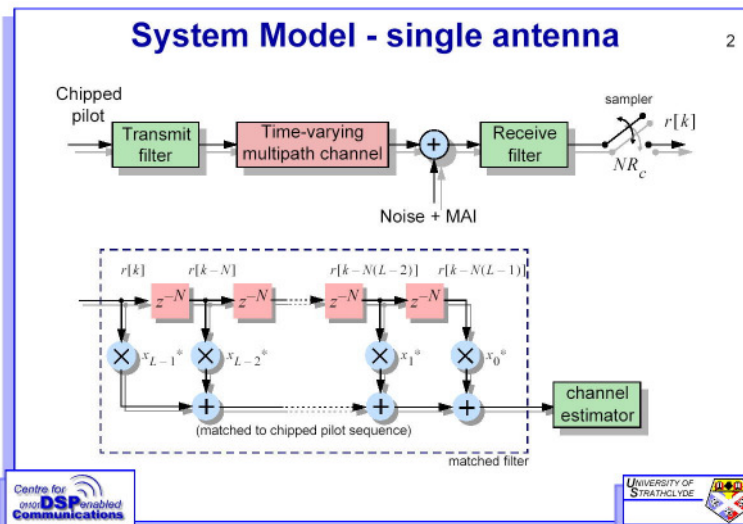 System Model - single antenna
2
Chipped
pilot
Transmit
filter
Time-varying
multipath channel
+
Receive
filter
sampler
r[k]
NR_c
Noise + MAI
r[k]
r[k-N]
r[k-N(L-2)]
r[k-N(L-1)]
z^{-N}
z^{-N}
z^{-N}
z^{-N}
× x_{L-1}*
× x_{L-2}*
× x_1*
× x_0*
+
+
+
channel
estimator
(matched to chipped pilot sequence)
matched filter
Centre for
01101DSPenabled
Communications
UNIVERSITY OF
STRATHCLYDE